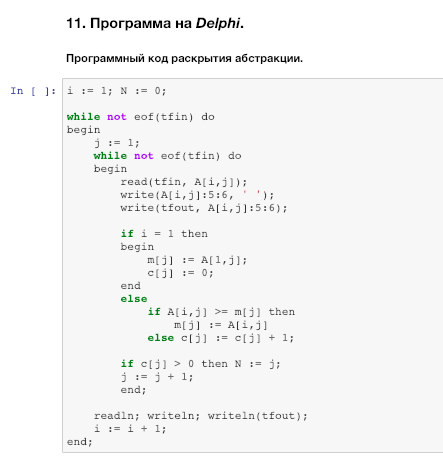 11. Программа на Delphi.
Программный код раскрытия абстракции.
In [ ]: i := 1; N := 0;
while not eof(tfin) do
begin
j := 1;
while not eof(tfin) do
begin
read(tfin, A[i,j]);
write(A[i,j]:5:6, ' ');
write(tfout, A[i,j]:5:6);
if i = 1 then
begin
m[j] := A[1,j];
c[j] := 0;
end
else
if A[i,j] >= m[j] then
m[j] := A[i,j]
else c[j] := c[j] + 1;
if c[j] > 0 then N := j;
j := j + 1;
end;
readln; writeln; writeln(tfout);
i := i + 1;
end;